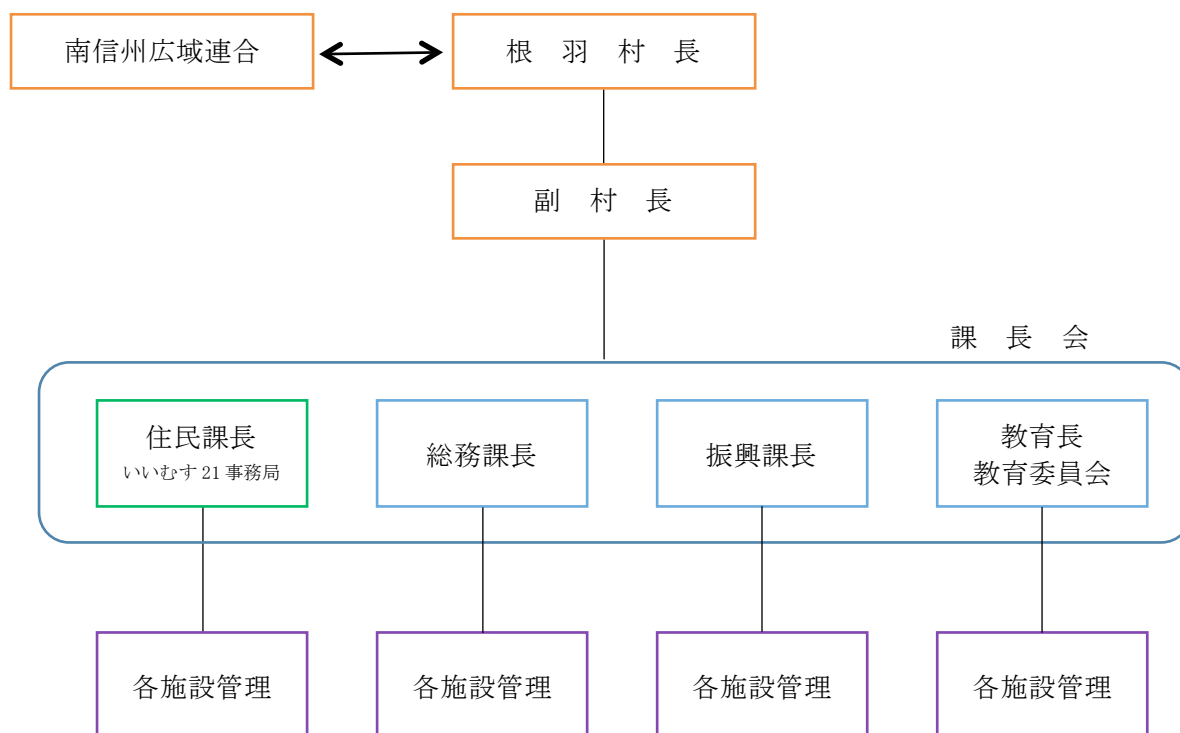 南信州広域連合
根　羽　村　長
副　村　長
課　長　会
住民課長
いいむす 21 事務局
総務課長
振興課長
教育長
教育委員会
各施設管理
各施設管理
各施設管理
各施設管理